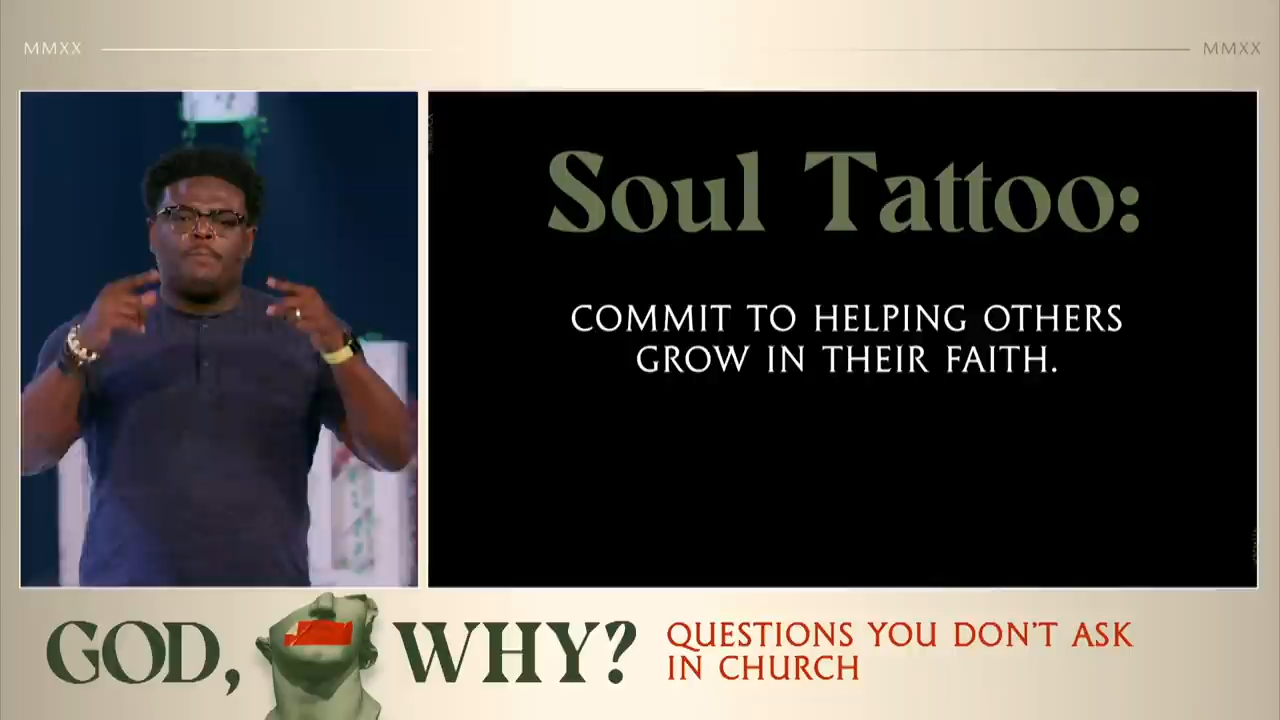 MMXX
MMXX
Soul Tattoo:
COMMIT TO HELPING OTHERS
GROW IN THEIR FAITH.
GOD, WHY?
QUESTIONS YOU DON'T ASK
IN CHURCH